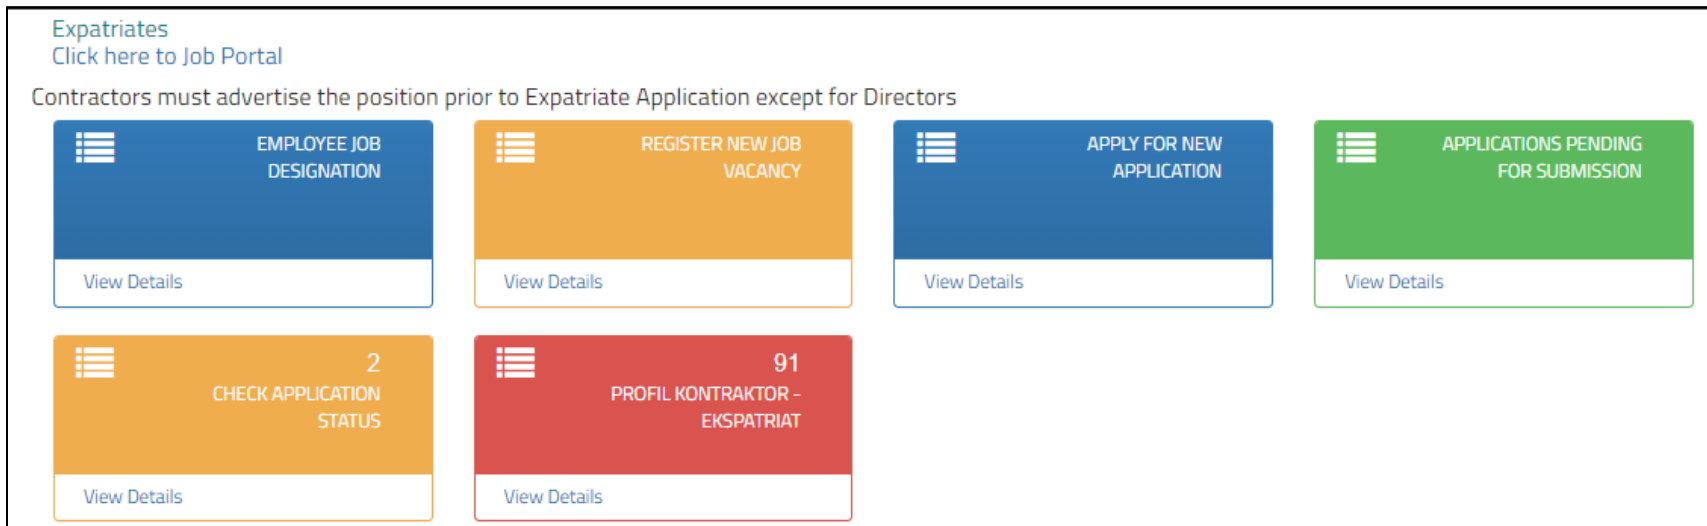 Expatriates
Click here to Job Portal
Contractors must advertise the position prior to Expatriate Application except for Directors
EMPLOYEE JOB
DESIGNATION
View Details
REGISTER NEW JOB
VACANCY
View Details
APPLY FOR NEW
APPLICATION
View Details
APPLICATIONS PENDING
FOR SUBMISSION
View Details
2
CHECK APPLICATION
STATUS
View Details
91
PROFIL KONTRAKTOR -
EKSPATRIAT
View Details